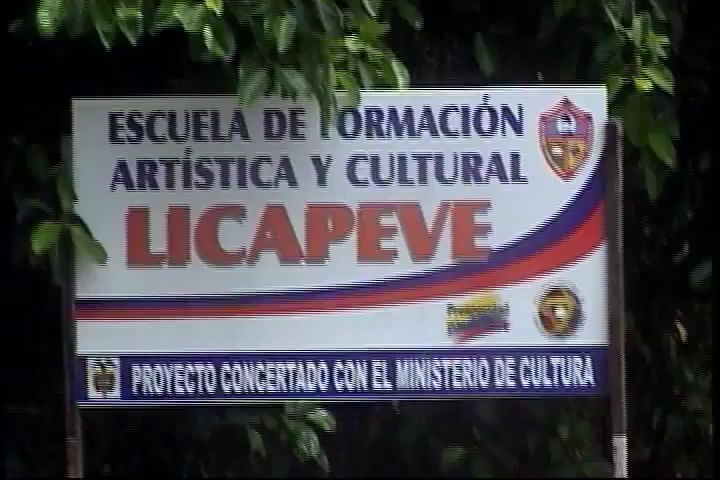 ESCUELA DE FORMACIÓN
ARTÍSTICA Y CULTURAL
LICAPEVE
PROYECTO CONCERTADO CON EL MINISTERIO DE CULTURA